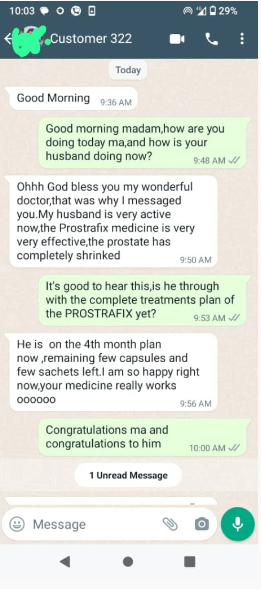 10:03
29%
Customer 322
Today
Good Morning 9:36 AM
Good morning madam,how are you
doing today ma,and how is your
husband doing now? 9:48 AM
Ohhh God bless you my wonderful
doctor,that was why I messaged
you.My husband is very active
now,the Prostrafix medicine is very
very effective,the prostate has
completely shrinked 9:50 AM
It's good to hear this,is he through
with the complete treatments plan of
the PROSTRAFIX yet? 9:53 AM
He is on the 4th month plan
now ,remaining few capsules and
few sachets left.I am so happy right
now,your medicine really works
oooooo 9:56 AM
Congratulations ma and
congratulations to him 10:00 AM
1 Unread Message
Message